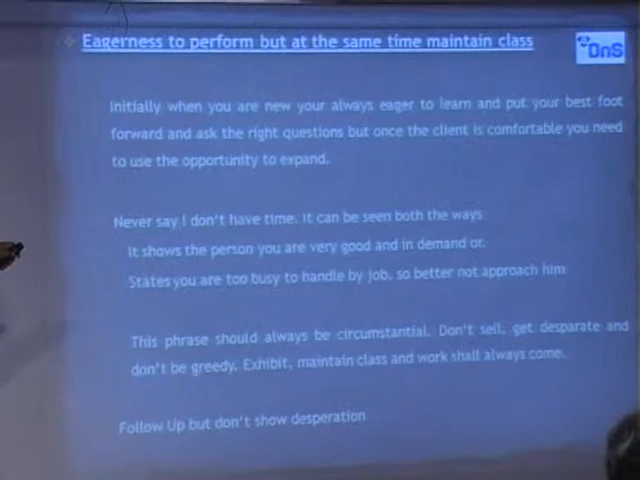 Eagerness to perform but at the same time maintain class
DnS
Initially when you are new your always eager to learn and put your best foot
forward and ask the right questions but once the client is comfortable you need
to use the opportunity to expand.
Never say I don't have time. It can be seen both the ways
It shows the person you are very good and in demand or.
States you are too busy to handle by job, so better not approach him
This phrase should always be circumstantial. Don't sell, get desparate and
don't be greedy. Exhibit, maintain class and work shall always come.
Follow Up but don't show desperation